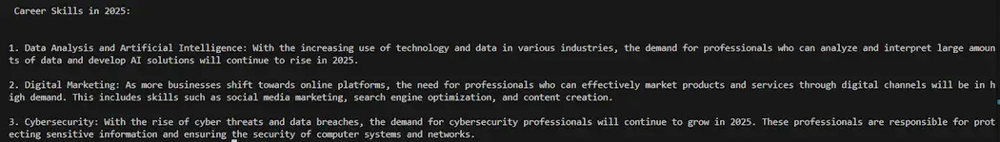 Career Skills in 2025:
1. Data Analysis and Artificial Intelligence: With the increasing use of technology and data in various industries, the demand for professionals who can analyze and interpret large amoun
ts of data and develop AI solutions will continue to rise in 2025.
2. Digital Marketing: As more businesses shift towards online platforms, the need for professionals who can effectively market products and services through digital channels will be in h
igh demand. This includes skills such as social media marketing, search engine optimization, and content creation.
3. Cybersecurity: With the rise of cyber threats and data breaches, the demand for cybersecurity professionals will continue to grow in 2025. These professionals are responsible for prot
ecting sensitive information and ensuring the security of computer systems and networks.